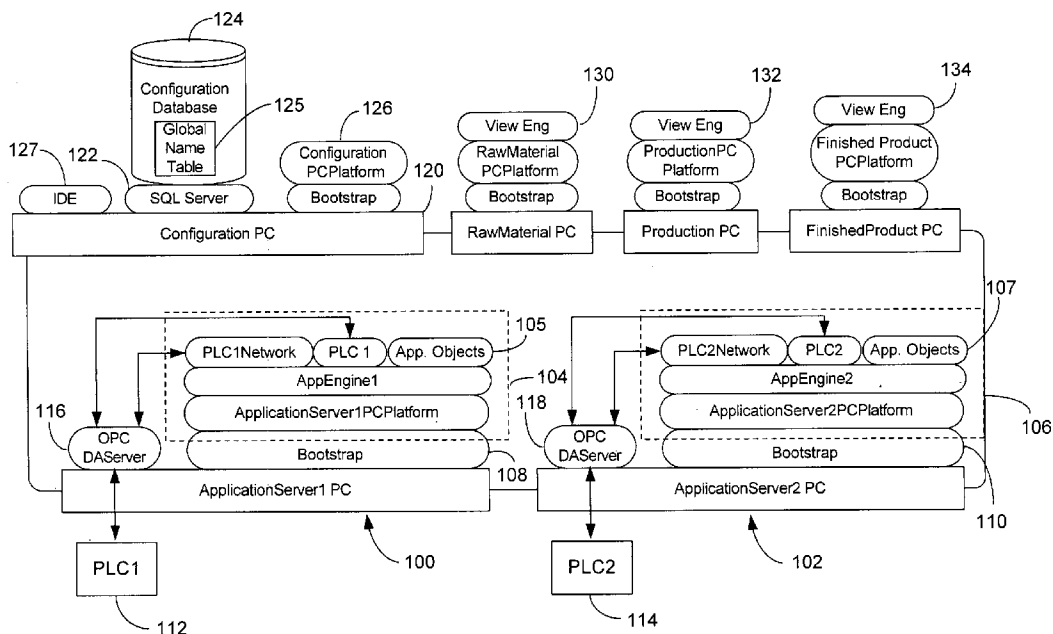 124
Configuration
Database
125
Global
Name
Table
127
122
126
120
IDE
SQL Server
Configuration
PCPlatform
Bootstrap
Configuration PC
130
View Eng
RawMaterial
PCPlatform
Bootstrap
RawMaterial PC
132
View Eng
ProductionPC
Platform
Bootstrap
Production PC
134
View Eng
Finished Product
PCPlatform
Bootstrap
FinishedProduct PC
105
PLC1Network
PLC 1
App. Objects
AppEngine1
104
ApplicationServer1PCPlatform
116
OPC
DAServer
Bootstrap
108
ApplicationServer1 PC
100
PLC1
112
107
PLC2Network
PLC2
App. Objects
AppEngine2
ApplicationServer2PCPlatform
106
118
OPC
DAServer
Bootstrap
110
ApplicationServer2 PC
102
PLC2
114